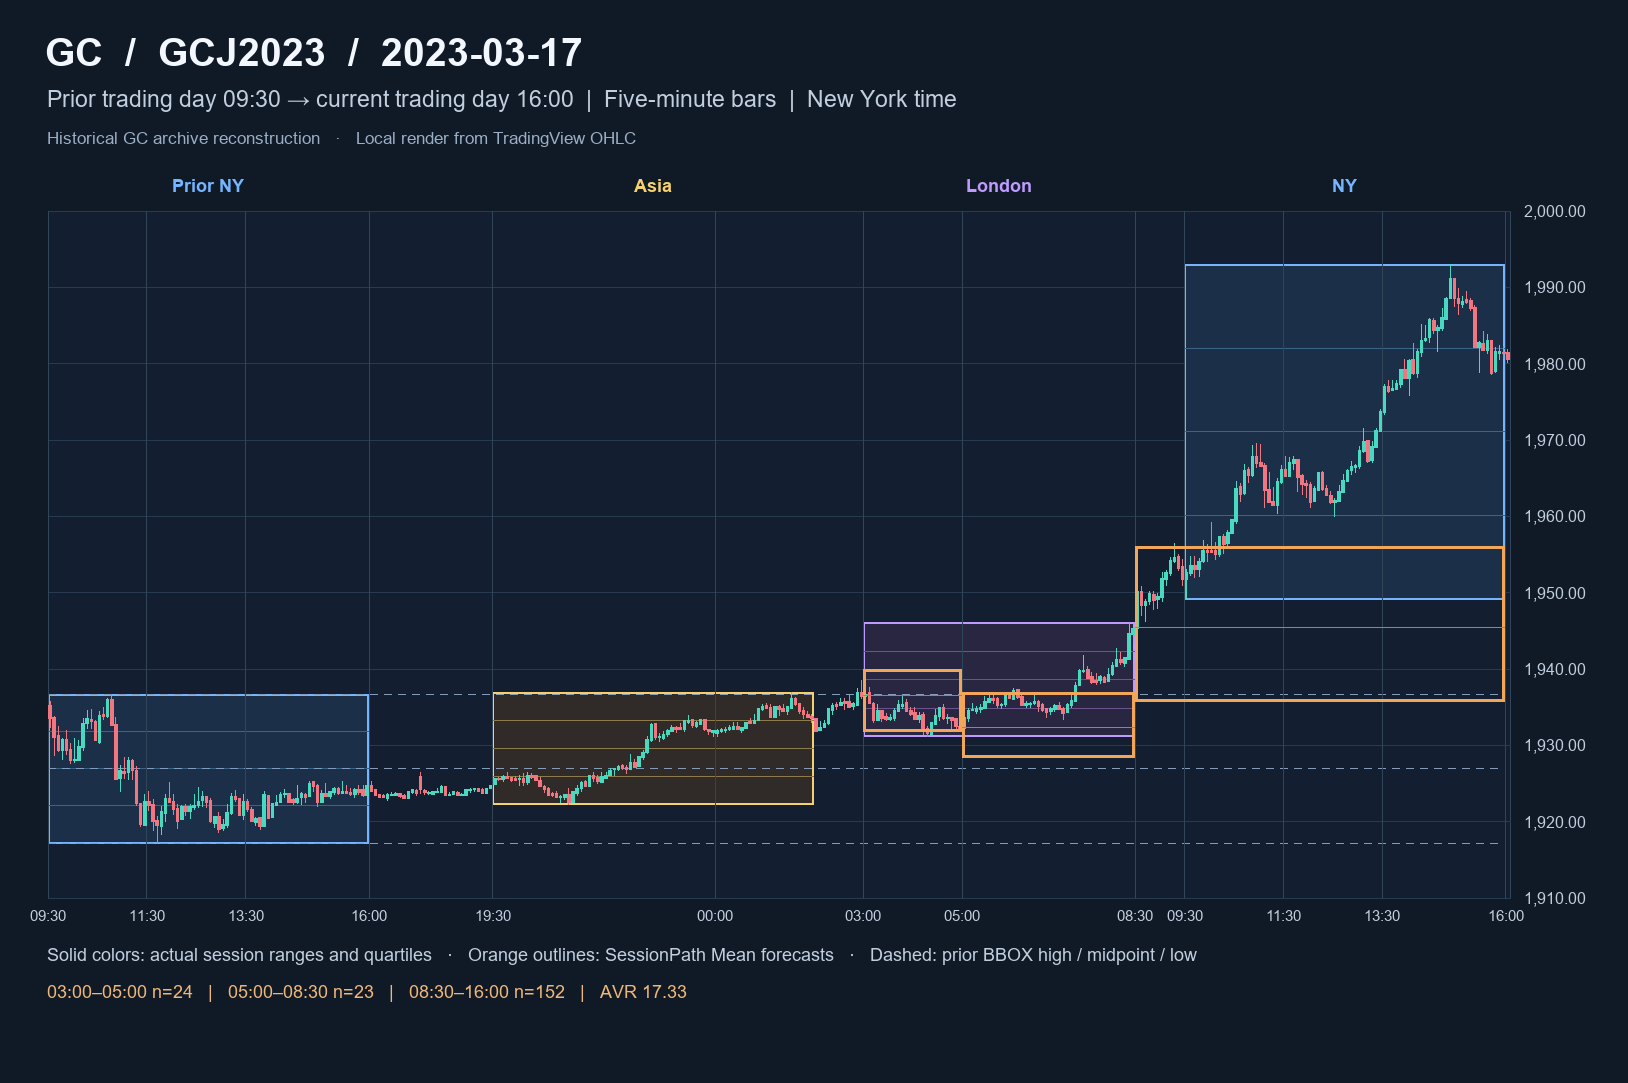 GC / GCJ2023 / 2023-03-17
Prior trading day 09:30 → current trading day 16:00 | Five-minute bars | New York time
Historical GC archive reconstruction · Local render from TradingView OHLC
Prior NY Asia London NY
2,000.00
1,990.00
1,980.00
1,970.00
1,960.00
1,950.00
1,940.00
1,930.00
1,920.00
1,910.00
09:30 11:30 13:30 16:00 19:30 00:00 03:00 05:00 08:30 09:30 11:30 13:30 16:00
Solid colors: actual session ranges and quartiles · Orange outlines: SessionPath Mean forecasts · Dashed: prior BBOX high / midpoint / low
03:00–05:00 n=24 | 05:00–08:30 n=23 | 08:30–16:00 n=152 | AVR 17.33